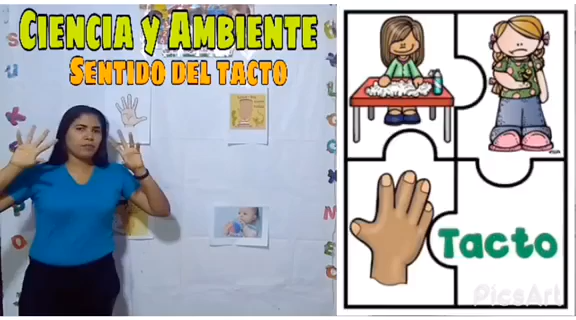 Ciencia y Ambiente
Sentido del tacto
Tacto
PicsArt